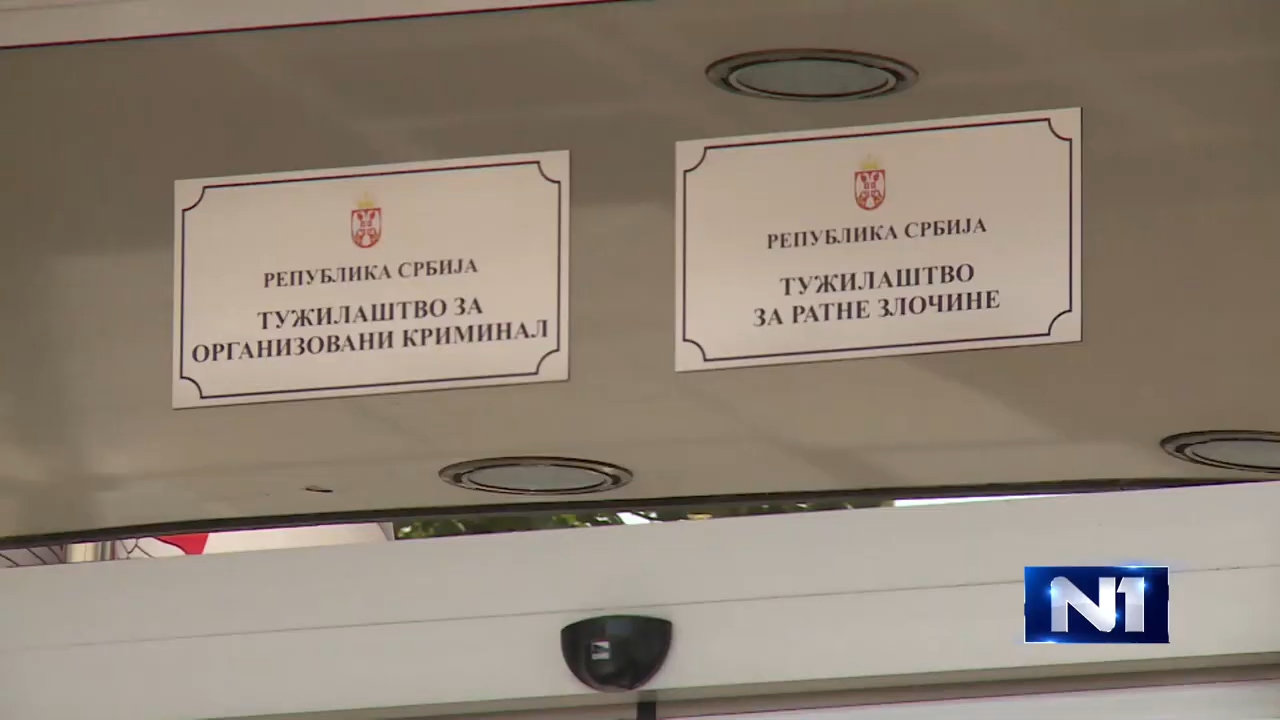 РЕПУБЛИКА СРБИЈА
ТУЖИЛАШТВО ЗА
ОРГАНИЗОВАНИ КРИМИНАЛ
РЕПУБЛИКА СРБИЈА
ТУЖИЛАШТВО
ЗА РАТНЕ ЗЛОЧИНЕ
N1